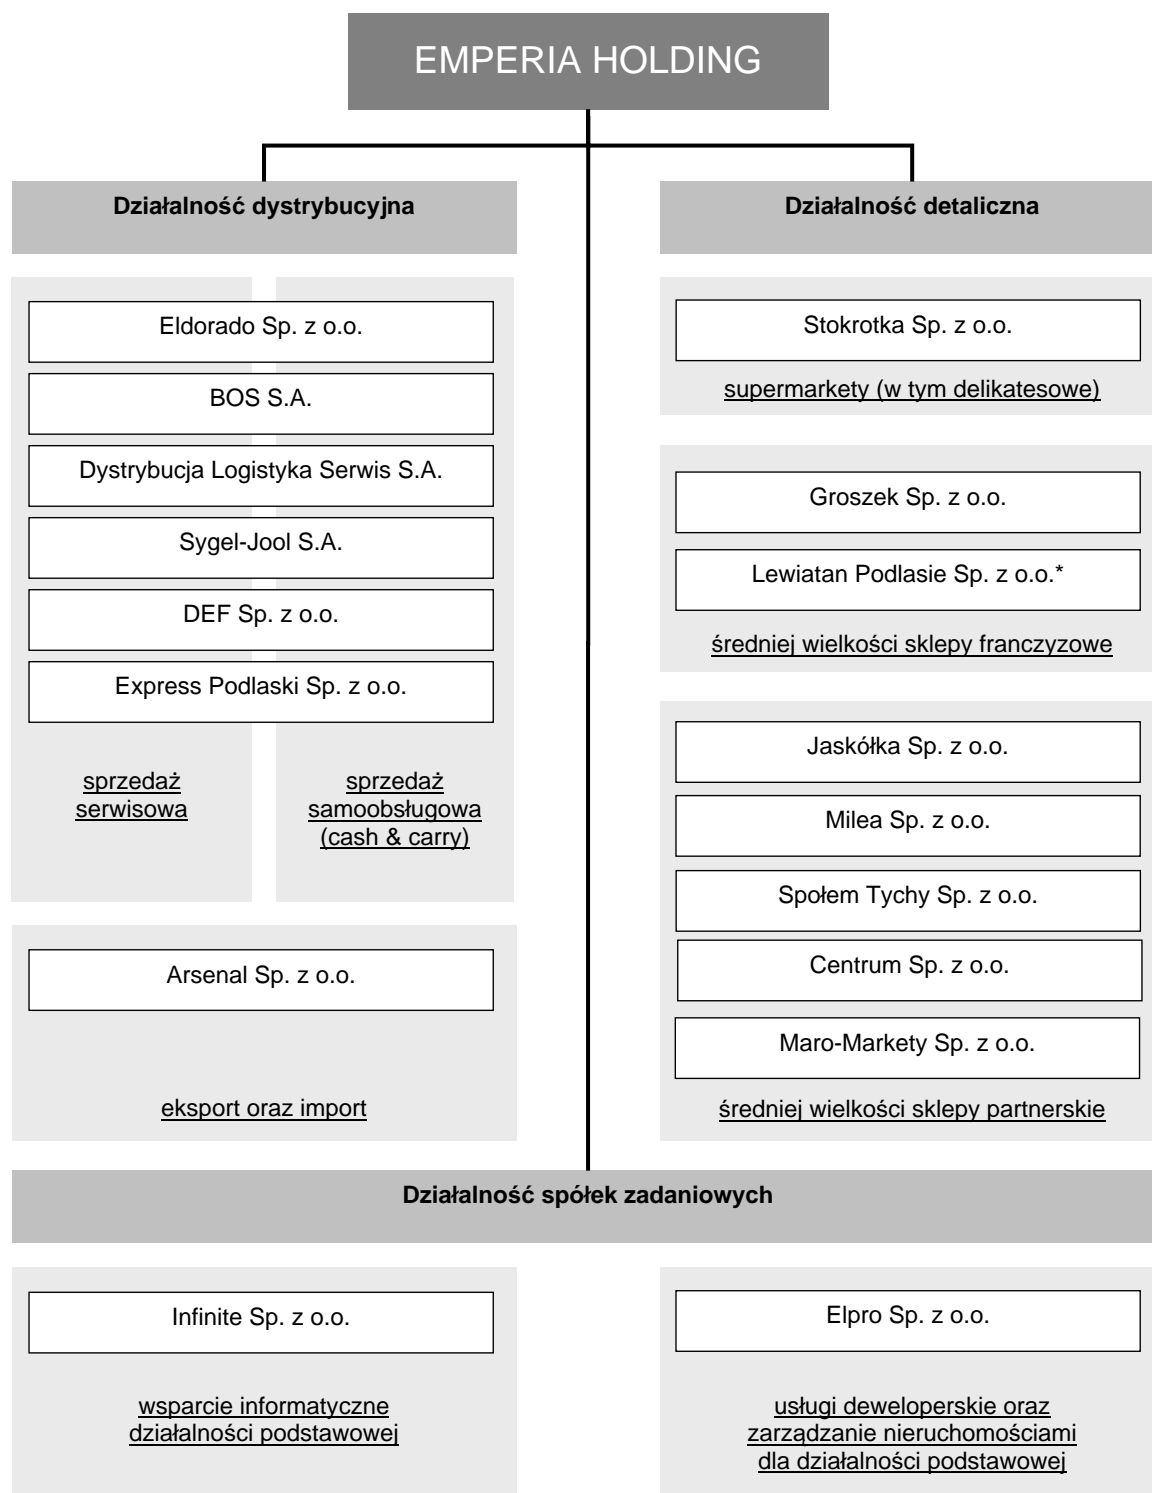 EMPERIA HOLDING
Działalność dystrybucyjna
Eldorado Sp. z o.o.
BOS S.A.
Dystrybucja Logistyka Serwis S.A.
Sygel-Jool S.A.
DEF Sp. z o.o.
Express Podlaski Sp. z o.o.
sprzedaż
serwisowa
sprzedaż
samoobsługowa
(cash & carry)
Arsenal Sp. z o.o.
eksport oraz import
Działalność detaliczna
Stokrotka Sp. z o.o.
supermarkety (w tym delikatesowe)
Groszek Sp. z o.o.
Lewiatan Podlasie Sp. z o.o.*
średniej wielkości sklepy franczyzowe
Jaskółka Sp. z o.o.
Milea Sp. z o.o.
Społem Tychy Sp. z o.o.
Centrum Sp. z o.o.
Maro-Markety Sp. z o.o.
średniej wielkości sklepy partnerskie
Działalność spółek zadaniowych
Infinite Sp. z o.o.
wsparcie informatyczne
działalności podstawowej
Elpro Sp. z o.o.
usługi deweloperskie oraz
zarządzanie nieruchomościami
dla działalności podstawowej